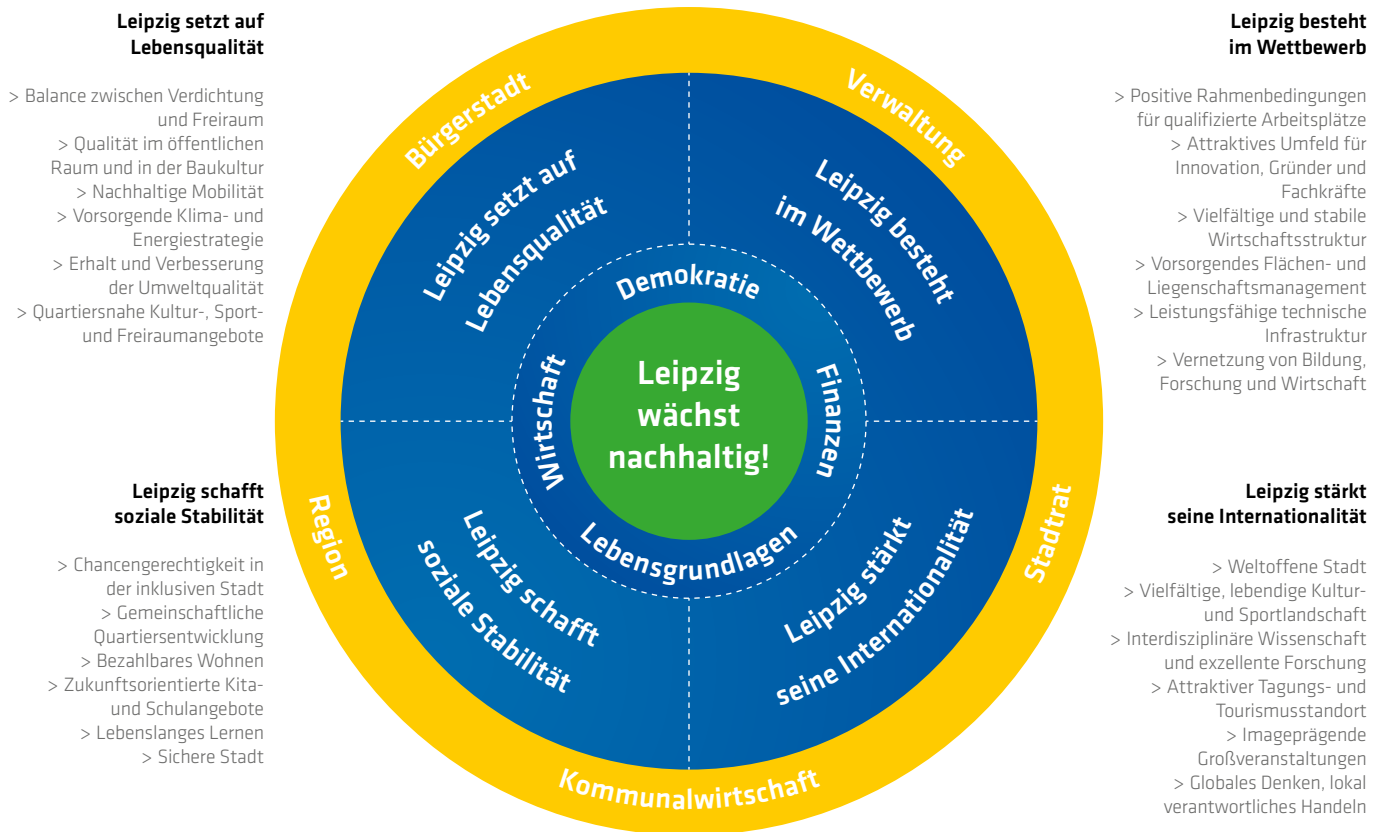 Leipzig setzt auf
Lebensqualität
> Balance zwischen Verdichtung
und Freiraum
> Qualität im öffentlichen
Raum und in der Baukultur
> Nachhaltige Mobilität
> Vorsorgende Klima- und
Energiestrategie
> Erhalt und Verbesserung
der Umweltqualität
> Quartiersnahe Kultur-, Sport-
und Freiraumangebote
Leipzig schafft
soziale Stabilität
> Chancengerechtigkeit in
der inklusiven Stadt
> Gemeinschaftliche
Quartiersentwicklung
> Bezahlbares Wohnen
> Zukunftsorientierte Kita-
und Schulangebote
> Lebenslanges Lernen
> Sichere Stadt
Bürgerstadt
Verwaltung
Stadtrat
Kommunalwirtschaft
Region
Leipzig setzt auf
Lebensqualität
Leipzig besteht
im Wettbewerb
Leipzig schafft
soziale Stabilität
Leipzig stärkt
seine Internationalität
Demokratie
Finanzen
Lebensgrundlagen
Wirtschaft
Leipzig
wächst
nachhaltig!
Leipzig besteht
im Wettbewerb
> Positive Rahmenbedingungen
für qualifizierte Arbeitsplätze
> Attraktives Umfeld für
Innovation, Gründer und
Fachkräfte
> Vielfältige und stabile
Wirtschaftsstruktur
> Vorsorgendes Flächen- und
Liegenschaftsmanagement
> Leistungsfähige technische
Infrastruktur
> Vernetzung von Bildung,
Forschung und Wirtschaft
Leipzig stärkt
seine Internationalität
> Weltoffene Stadt
> Vielfältige, lebendige Kultur-
und Sportlandschaft
> Interdisziplinäre Wissenschaft
und exzellente Forschung
> Attraktiver Tagungs- und
Tourismusstandort
> Imageprägende
Großveranstaltungen
> Globales Denken, lokal
verantwortliches Handeln